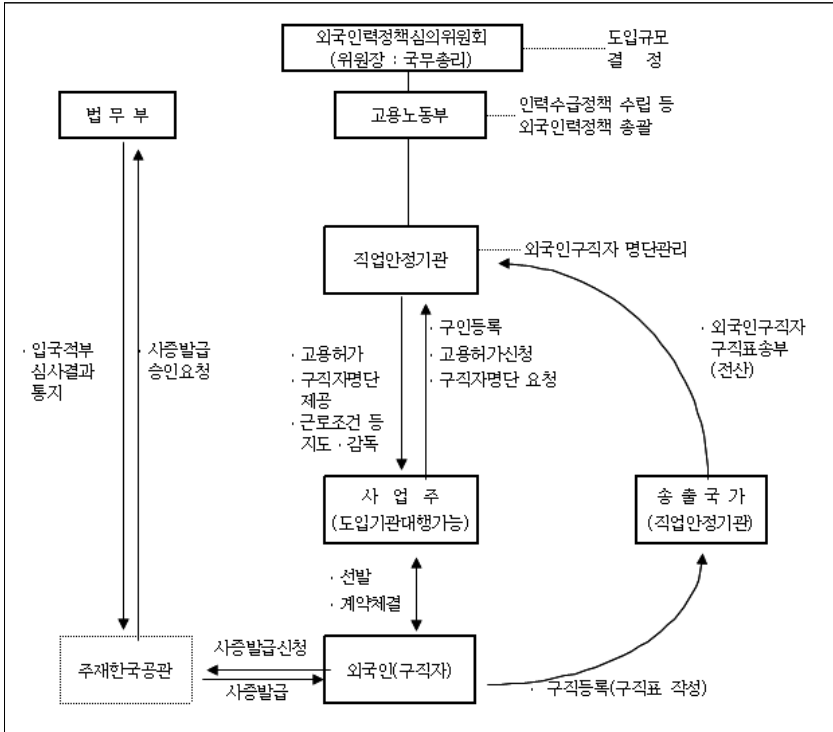 외국인력정책심의위원회
(위원장 : 국무총리)
도입규모
결 정
법 무 부
고용노동부
인력수급정책 수립 등
외국인력정책 총괄
직업안정기관
외국인구직자 명단관리
· 입국적부
심사결과
통지
· 사증발급
승인요청
· 고용허가
· 구직자명단
제공
· 근로조건 등
지도 · 감독
· 구인등록
· 고용허가신청
· 구직자명단 요청
· 외국인구직자
구직표송부
(전산)
사 업 주
(도입기관대행가능)
송 출 국 가
(직업안정기관)
· 선발
· 계약체결
주재한국공관
사증발급신청
사증발급
외국인(구직자)
· 구직등록(구직표 작성)